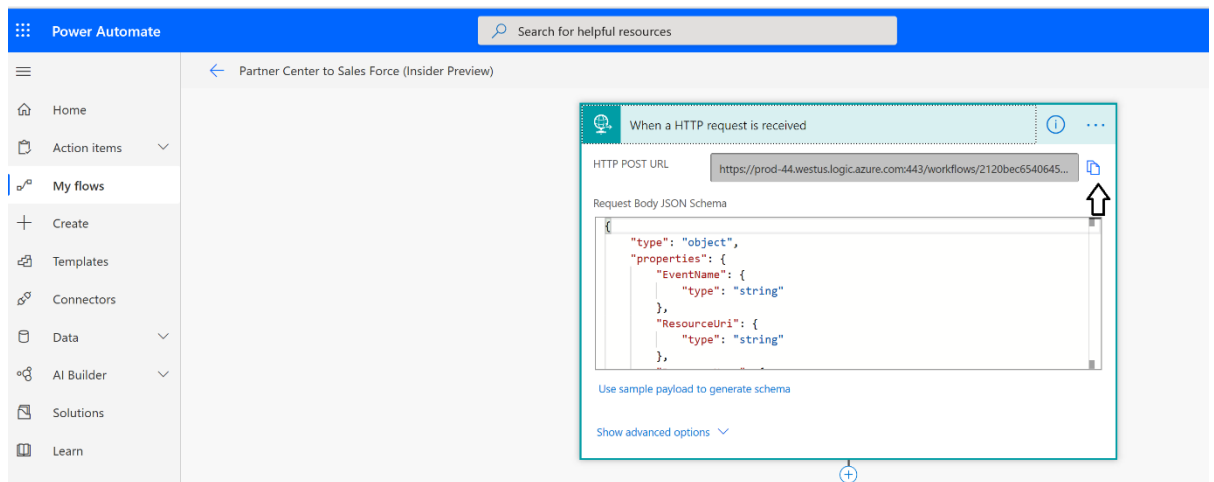 Power Automate
Search for helpful resources
Partner Center to Sales Force (Insider Preview)
Home
Action items
My flows
Create
Templates
Connectors
Data
AI Builder
Solutions
Learn
When a HTTP request is received
HTTP POST URL
https://prod-44.westus.logic.azure.com:443/workflows/2120bec6540645...
Request Body JSON Schema
{
"type": "object",
"properties": {
"EventName": {
"type": "string"
},
"ResourceUri": {
"type": "string"
},
Use sample payload to generate schema
Show advanced options